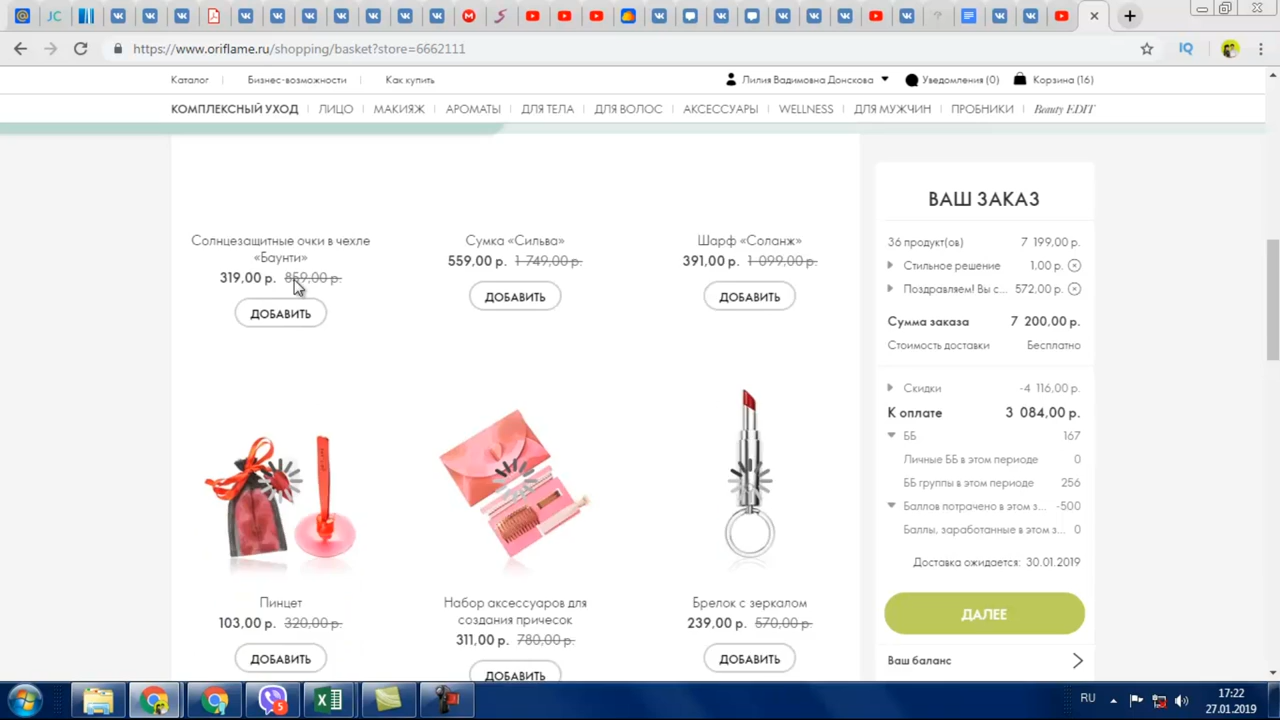 https://www.oriflame.ru/shopping/basket?store=6662111
IQ
Каталог
Бизнес-возможности
Как купить
Лилия Вадимовна Донскова
Уведомления (0)
Корзина (16)
КОМПЛЕКСНЫЙ УХОД
ЛИЦО
МАКИЯЖ
АРОМАТЫ
ДЛЯ ТЕЛА
ДЛЯ ВОЛОС
АКСЕССУАРЫ
WELLNESS
ДЛЯ МУЖЧИН
ПРОБНИКИ
Beauty EDIT
Солнцезащитные очки в чехле
«Баунти»
319,00 р. 859,00 р.
ДОБАВИТЬ
Сумка «Сильва»
559,00 р. 1 749,00 р.
ДОБАВИТЬ
Шарф «Соланж»
391,00 р. 1 099,00 р.
ДОБАВИТЬ
Пинцет
103,00 р. 320,00 р.
ДОБАВИТЬ
Набор аксессуаров для
создания причесок
311,00 р. 780,00 р.
ДОБАВИТЬ
Брелок с зеркалом
239,00 р. 570,00 р.
ДОБАВИТЬ
ВАШ ЗАКАЗ
36 продукт(ов) 7 199,00 р.
Стильное решение 1,00 р.
Поздравляем! Вы с... 572,00 р.
Сумма заказа 7 200,00 р.
Стоимость доставки Бесплатно
Скидки -4 116,00 р.
К оплате 3 084,00 р.
ББ 167
Личные ББ в этом периоде 0
ББ группы в этом периоде 256
Баллов потрачено в этом з... -500
Баллы, заработанные в этом з... 0
Доставка ожидается: 30.01.2019
ДАЛЕЕ
Ваш баланс
RU
17:22
27.01.2019